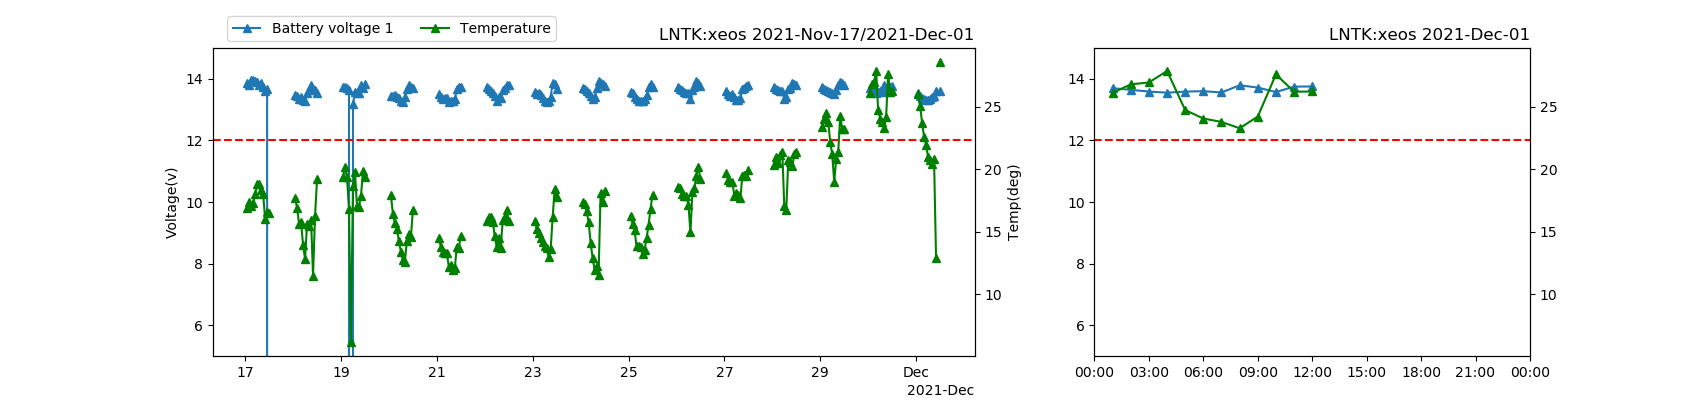 Battery voltage 1 Temperature
LNTK:xeos 2021-Nov-17/2021-Dec-01
14
12
10
8
6
Voltage(v)
25
20
15
10
Temp(deg)
17 19 21 23 25 27 29 Dec
2021-Dec
LNTK:xeos 2021-Dec-01
14
12
10
8
6
25
20
15
10
00:00 03:00 06:00 09:00 12:00 15:00 18:00 21:00 00:00